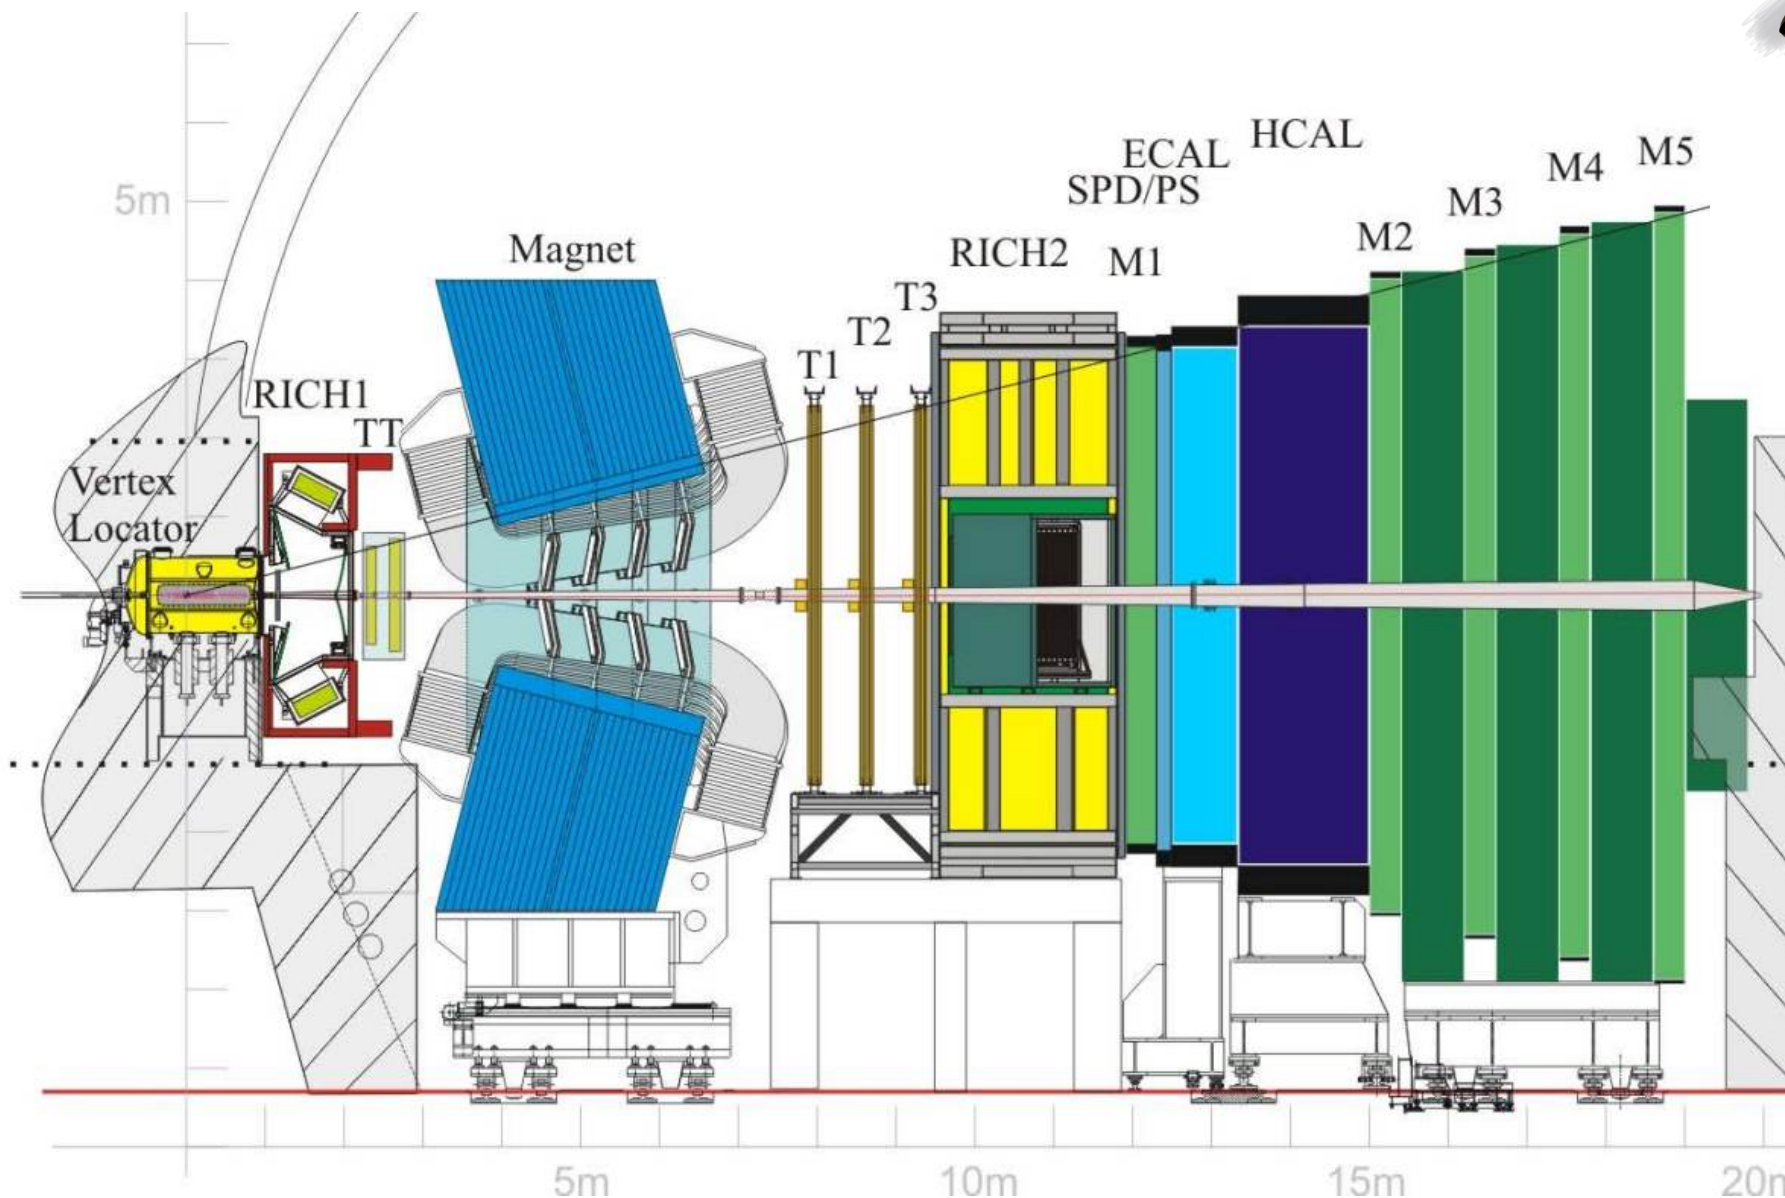 HCAL
ECAL
M5
M4
SPD/PS
M3
5m
M2
Magnet
RICH2
M1
T3
T2
T1
RICH1
TT
Vertex
Locator
5m
10m
15m